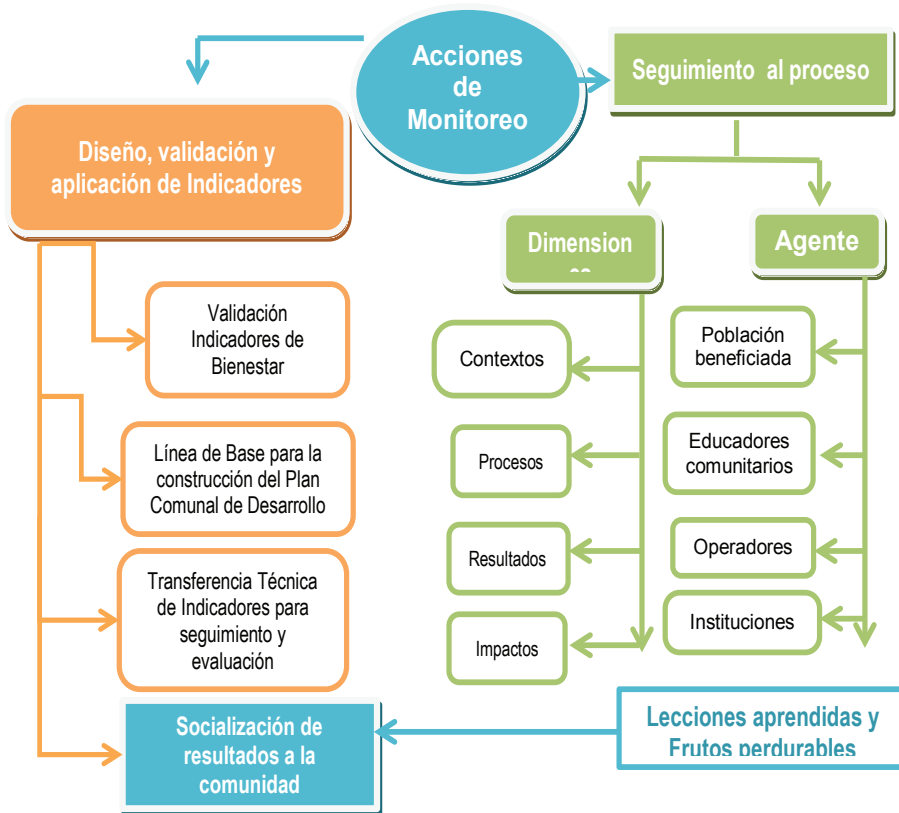 Acciones
de
Monitoreo
Seguimiento al proceso
Diseño, validación y
aplicación de Indicadores
Validación
Indicadores de
Bienestar
Línea de Base para la
construcción del Plan
Comunal de Desarrollo
Transferencia Técnica
de Indicadores para
seguimiento y
evaluación
Socialización de
resultados a la
comunidad
Dimension
Contextos
Procesos
Resultados
Impactos
Agente
Población
beneficiada
Educadores
comunitarios
Operadores
Instituciones
Lecciones aprendidas y
Frutos perdurables